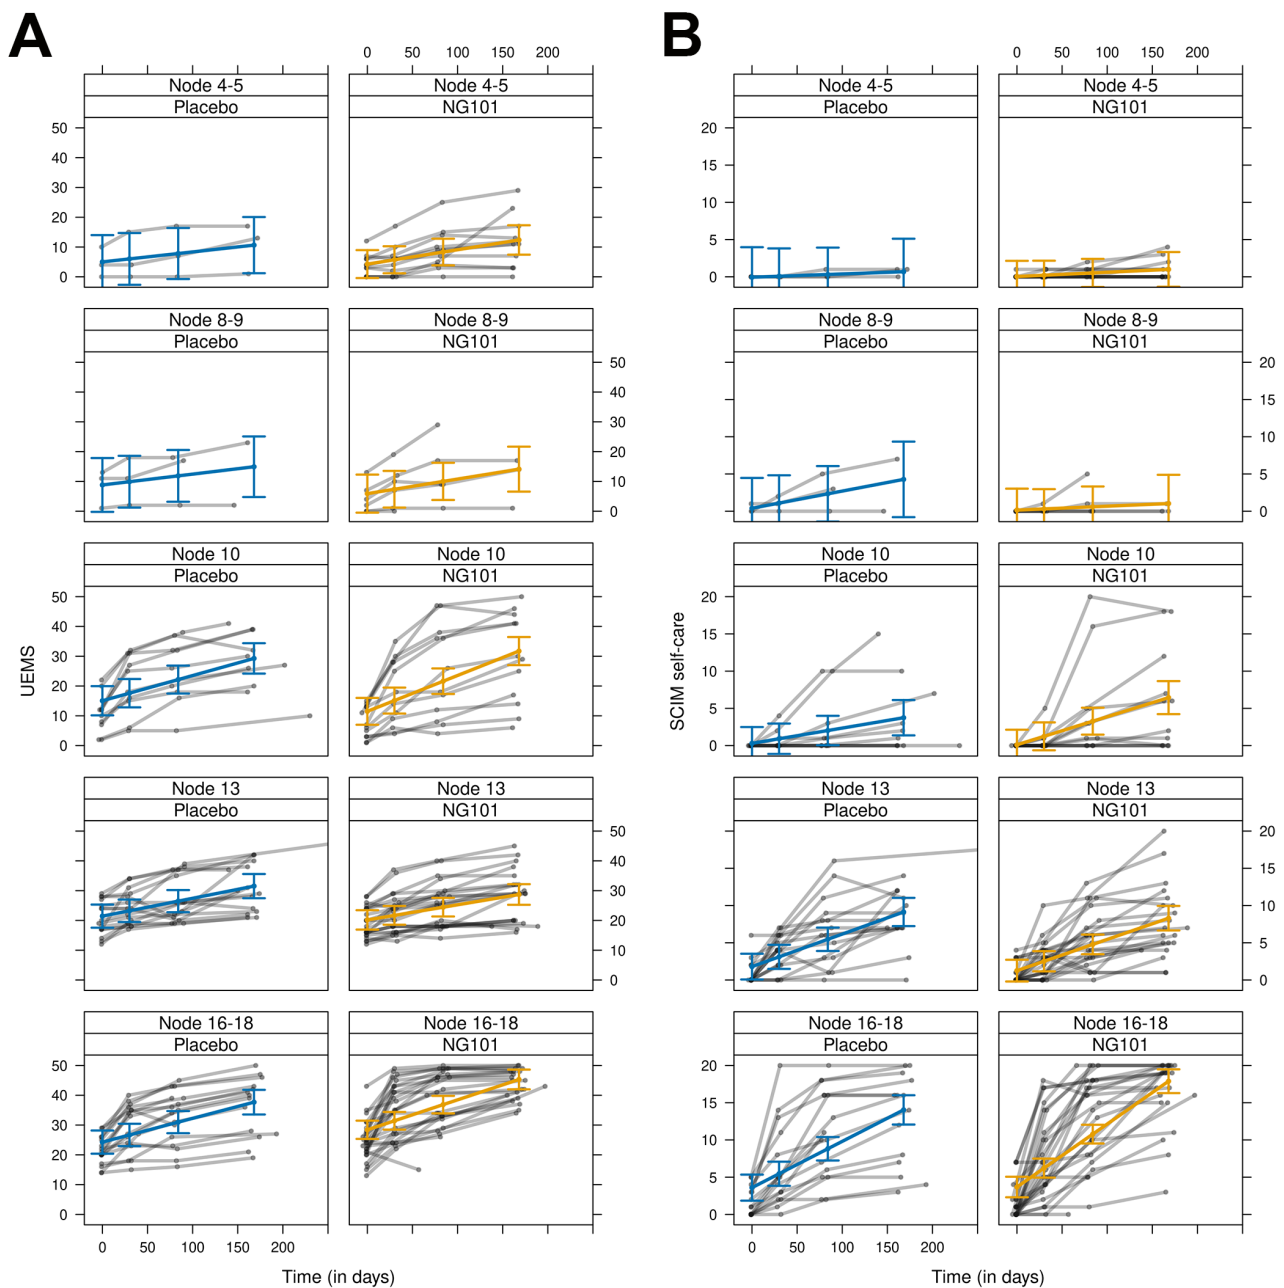 A
B
0 50 100 150 200
0 50 100 150 200
Node 4-5
Node 4-5
Node 4-5
Node 4-5
Placebo
NG101
Placebo
NG101
50
40
30
20
10
0
20
15
10
5
0
Node 8-9
Node 8-9
Node 8-9
Node 8-9
Placebo
NG101
Placebo
NG101
50
40
30
20
10
0
20
15
10
5
0
Node 10
Node 10
Node 10
Node 10
Placebo
NG101
Placebo
NG101
50
40
30
20
10
0
20
15
10
5
0
UEMS
SCIM self-care
Node 13
Node 13
Node 13
Node 13
Placebo
NG101
Placebo
NG101
50
40
30
20
10
0
20
15
10
5
0
Node 16-18
Node 16-18
Node 16-18
Node 16-18
Placebo
NG101
Placebo
NG101
50
40
30
20
10
0
20
15
10
5
0
0 50 100 150 200
0 50 100 150 200
Time (in days)
Time (in days)